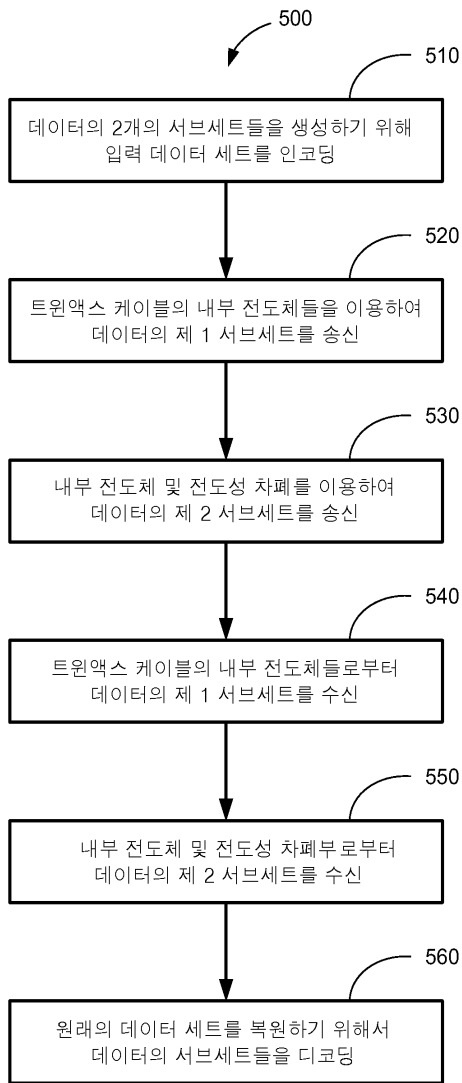 500
510
데이터의 2개의 서브세트들을 생성하기 위해
입력 데이터 세트를 인코딩
520
트윈액스 케이블의 내부 전도체들을 이용하여
데이터의 제 1 서브세트를 송신
530
내부 전도체 및 전도성 차폐를 이용하여
데이터의 제 2 서브세트를 송신
540
트윈액스 케이블의 내부 전도체들로부터
데이터의 제 1 서브세트를 수신
550
내부 전도체 및 전도성 차폐부로부터
데이터의 제 2 서브세트를 수신
560
원래의 데이터 세트를 복원하기 위해서
데이터의 서브세트들을 디코딩